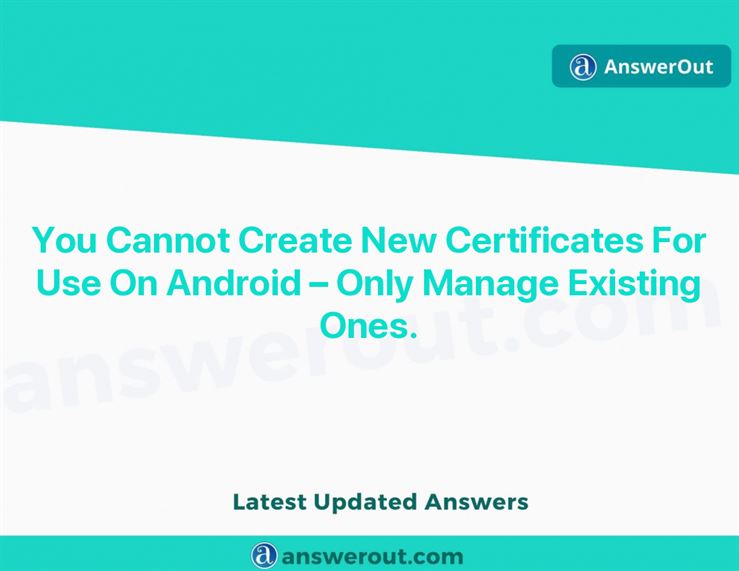 AnswerOut
You Cannot Create New Certificates For
Use On Android – Only Manage Existing
Ones.
answerout.com
Latest Updated Answers
answerout.com